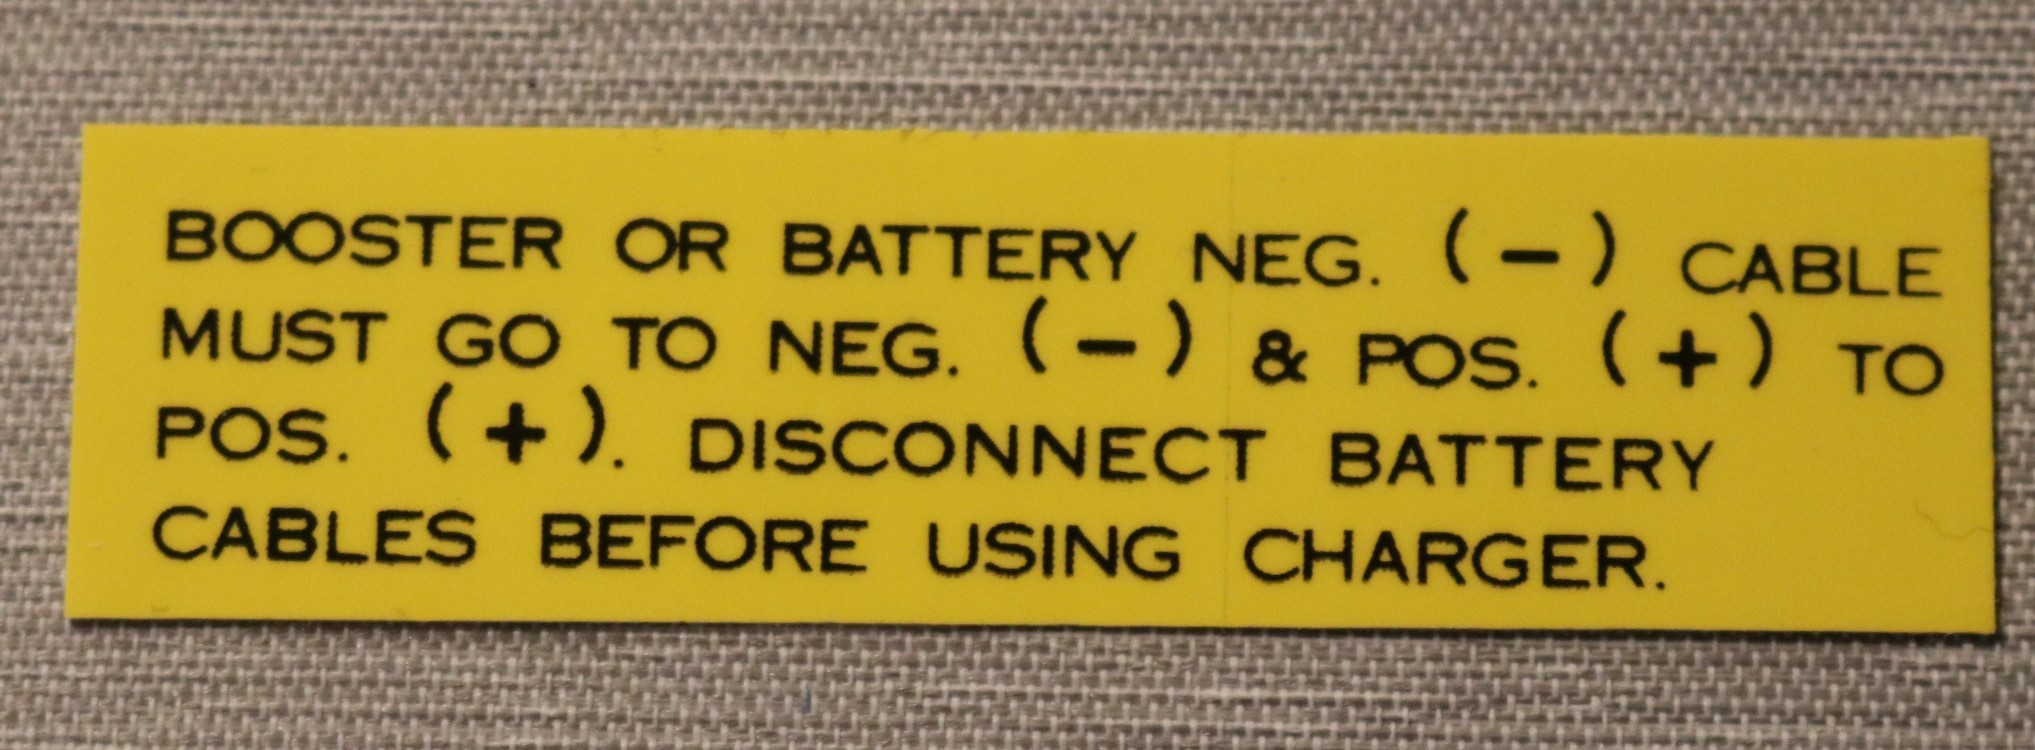 BOOSTER OR BATTERY NEG. (-) CABLE
MUST GO TO NEG. (-) & POS. (+) TO
POS. (+). DISCONNECT BATTERY
CABLES BEFORE USING CHARGER.